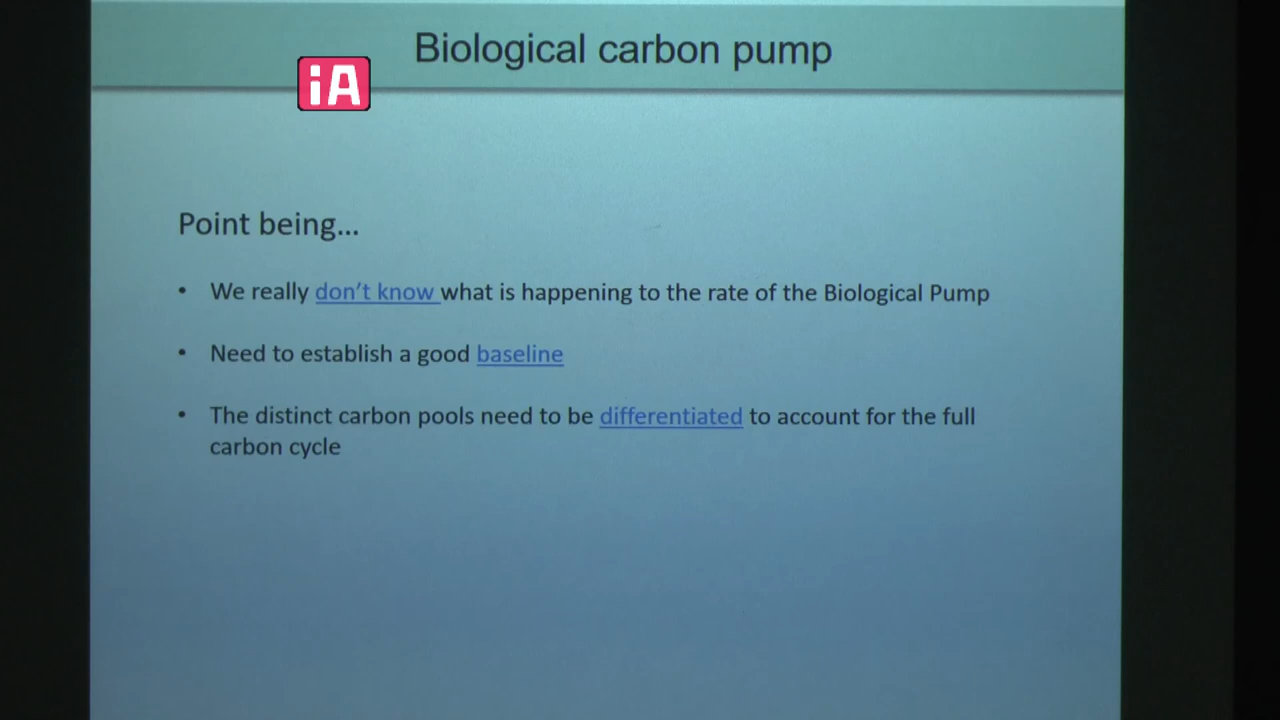 Biological carbon pump
iA
Point being...
• We really don't know what is happening to the rate of the Biological Pump
• Need to establish a good baseline
• The distinct carbon pools need to be differentiated to account for the full
carbon cycle